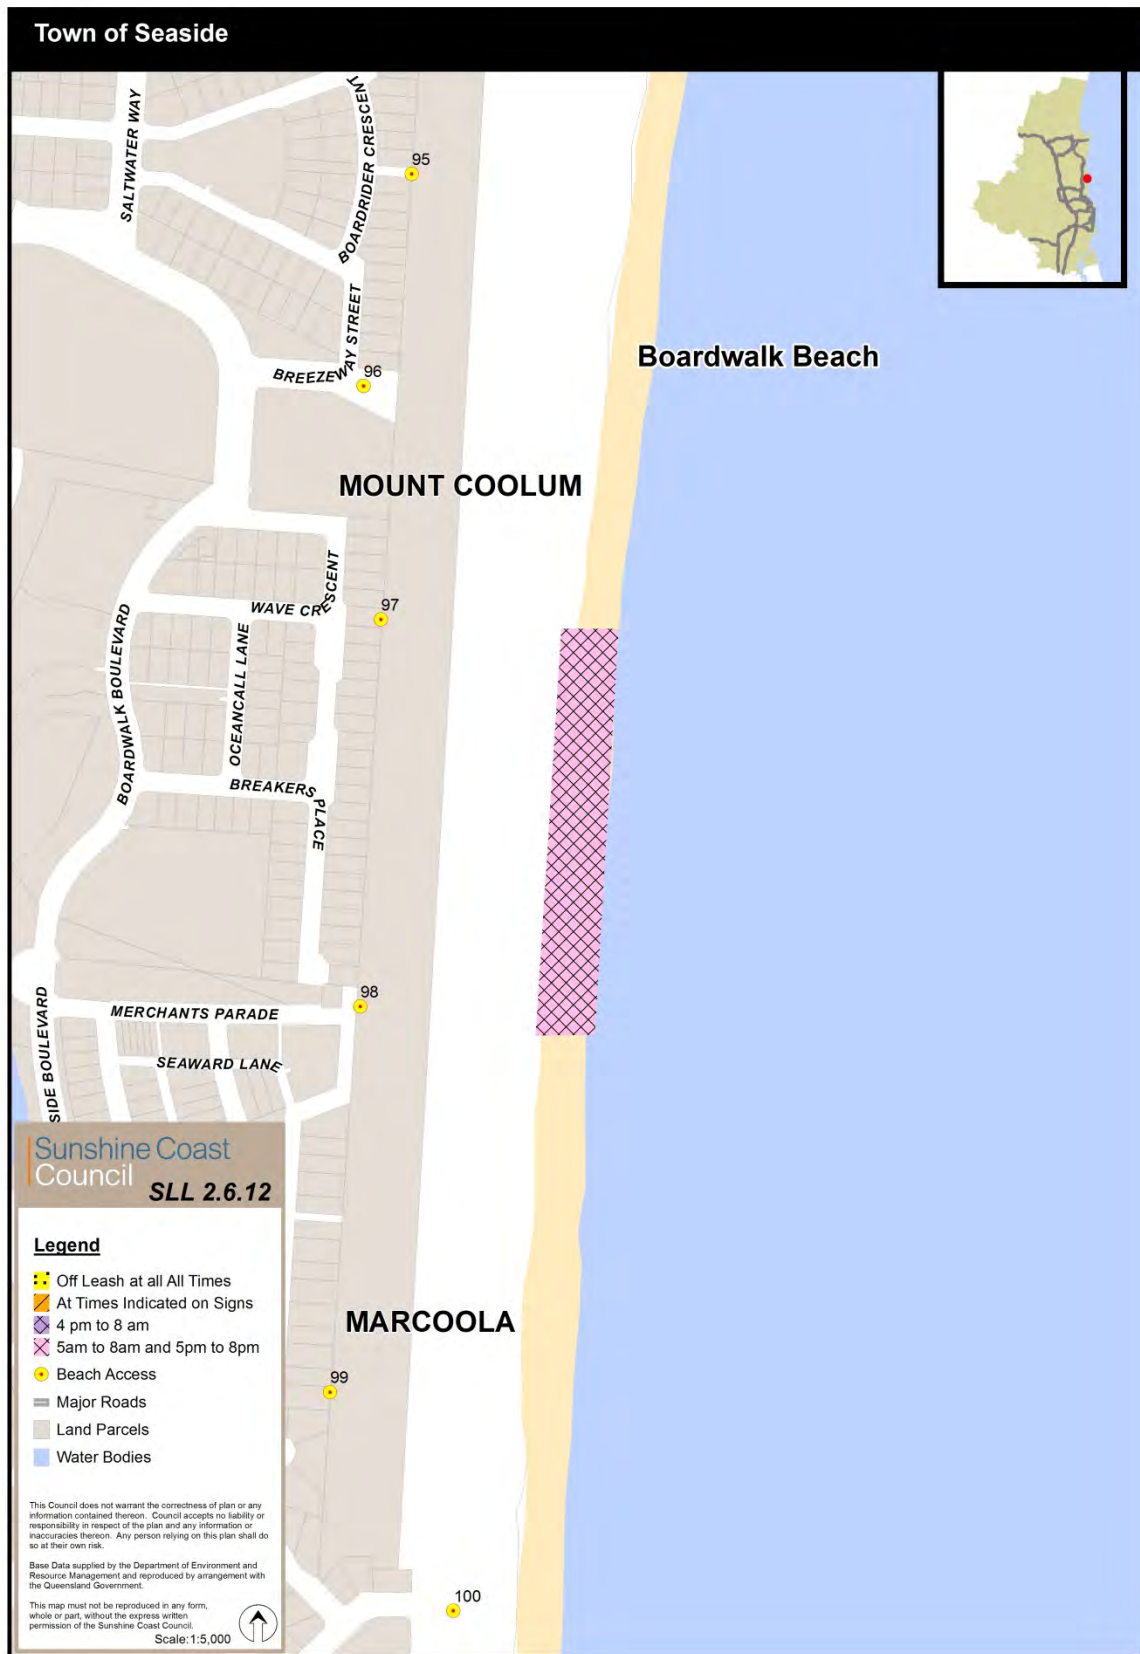 Town of Seaside
SALTWATER WAY
BOARDRIDER CRESCENT
95
BREEZEWAY STREET
96
Boardwalk Beach
MOUNT COOLUM
BOARDWALK BOULEVARD
WAVE CRESCENT
97
OCEANCALL LANE
BREAKERS PLACE
98
MERCHANTS PARADE
SEAWARD LANE
SIDE BOULEVARD
Sunshine Coast
Council
SLL 2.6.12
Legend
Off Leash at all All Times
At Times Indicated on Signs
4 pm to 8 am
5am to 8am and 5pm to 8pm
Beach Access
Major Roads
Land Parcels
Water Bodies
MARCOOLA
99
This Council does not warrant the correctness of plan or any
information contained thereon. Council accepts no liability or
responsibility in respect of the plan and any information or
inaccuracies thereon. Any person relying on this plan shall do
so at their own risk.
Base Data supplied by the Department of Environment and
Resource Management and reproduced by arrangement with
the Queensland Government.
This map must not be reproduced in any form,
whole or part, without the express written
permission of the Sunshine Coast Council.
Scale:1:5,000
100